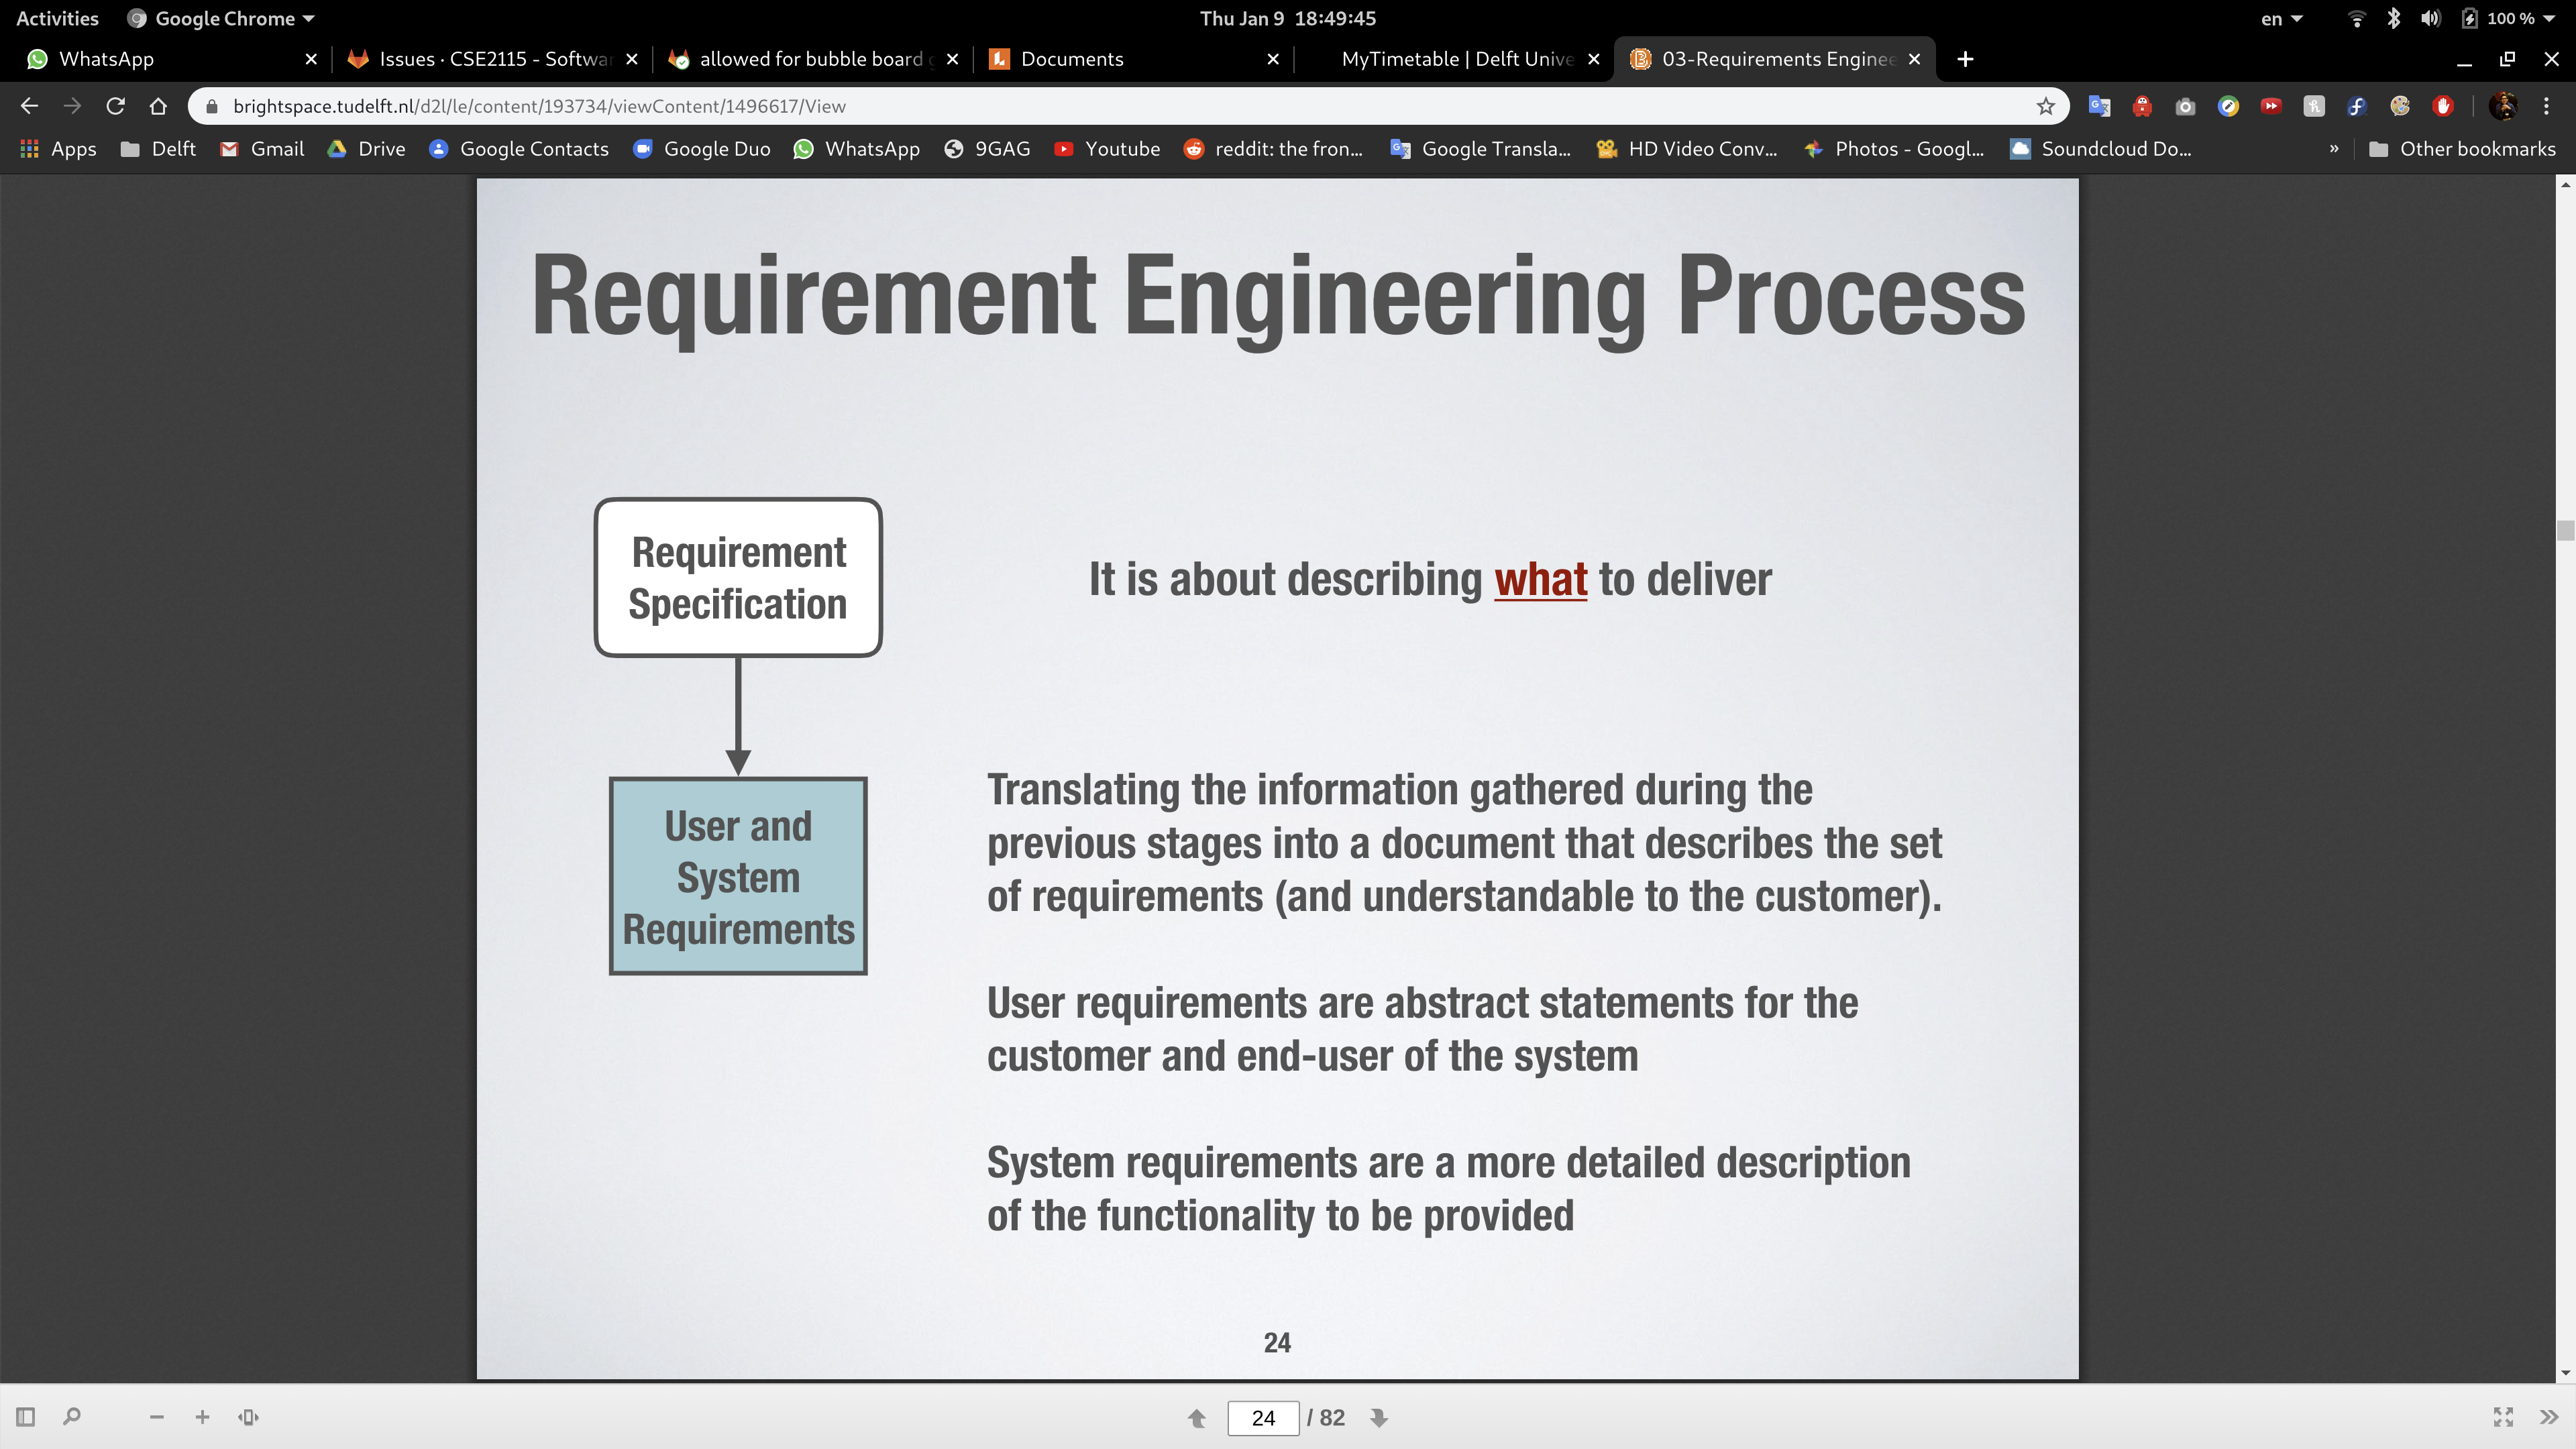 Activities Google Chrome Thu Jan 9 18:49:45 en 100 %
WhatsApp Issues · CSE2115 - Softwar allowed for bubble board g Documents MyTimetable | Delft Unive 03-Requirements Enginee
brightspace.tudelft.nl/d2l/le/content/193734/viewContent/1496617/View
Apps Delft Gmail Drive Google Contacts Google Duo WhatsApp 9GAG Youtube reddit: the fron... Google Transla... HD Video Conv... Photos - Googl... Soundcloud Do... » Other bookmarks
Requirement Engineering Process
Requirement
Specification
It is about describing what to deliver
User and
System
Requirements
Translating the information gathered during the
previous stages into a document that describes the set
of requirements (and understandable to the customer).
User requirements are abstract statements for the
customer and end-user of the system
System requirements are a more detailed description
of the functionality to be provided
24
24 / 82